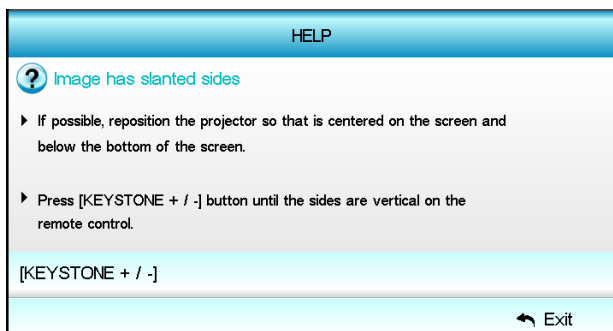 HELP
Image has slanted sides
If possible, reposition the projector so that is centered on the screen and
below the bottom of the screen.
Press [KEYSTONE + / -] button until the sides are vertical on the
remote control.
[KEYSTONE + / -]
Exit